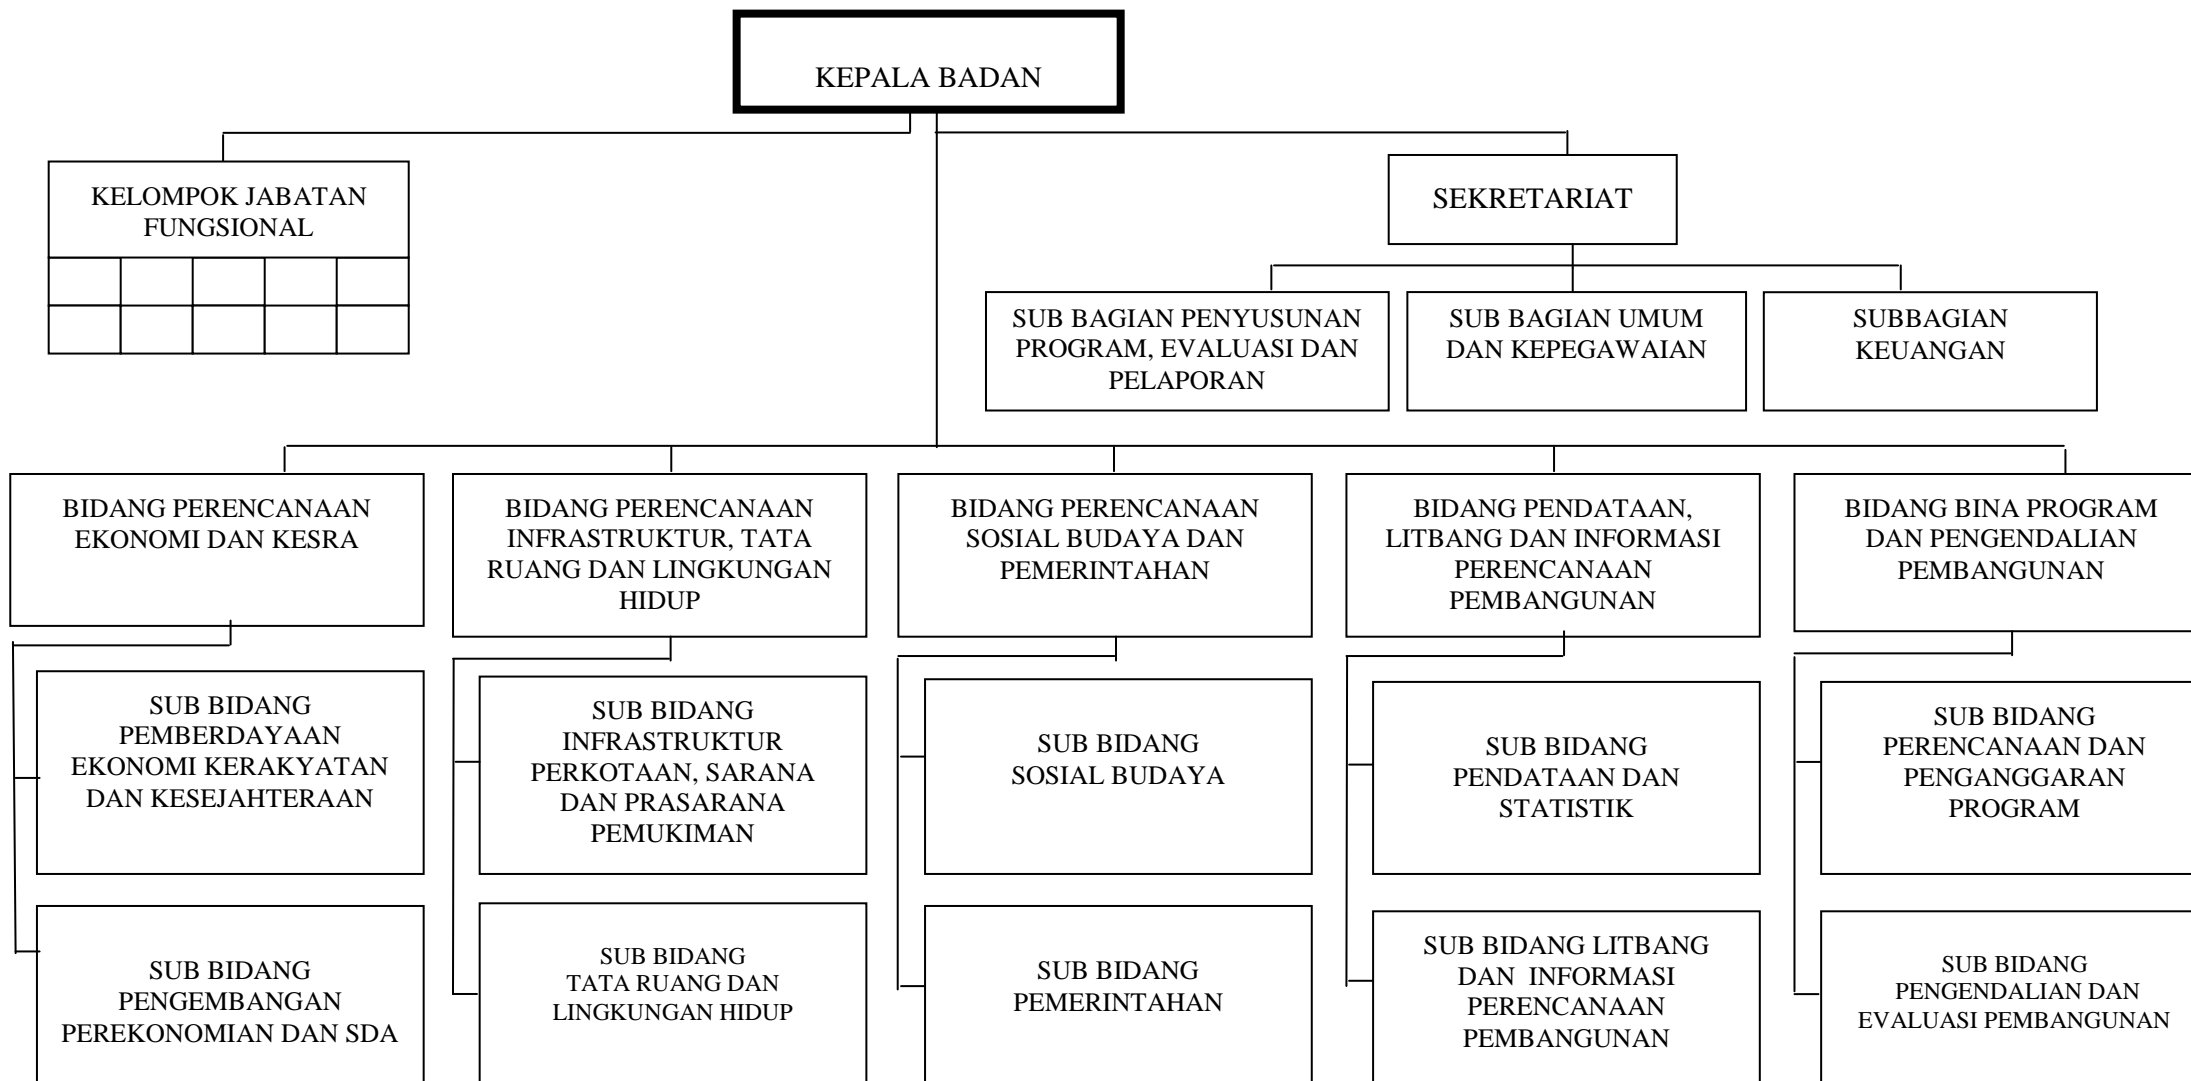 KEPALA BADAN
KELOMPOK JABATAN
FUNGSIONAL
SEKRETARIAT
SUB BAGIAN PENYUSUNAN
PROGRAM, EVALUASI DAN
PELAPORAN
SUB BAGIAN UMUM
DAN KEPEGAWAIAN
SUBBAGIAN
KEUANGAN
BIDANG PERENCANAAN
EKONOMI DAN KESRA
BIDANG PERENCANAAN
INFRASTRUKTUR, TATA
RUANG DAN LINGKUNGAN
HIDUP
BIDANG PERENCANAAN
SOSIAL BUDAYA DAN
PEMERINTAHAN
BIDANG PENDATAAN,
LITBANG DAN INFORMASI
PERENCANAAN
PEMBANGUNAN
BIDANG BINA PROGRAM
DAN PENGENDALIAN
PEMBANGUNAN
SUB BIDANG
PEMBERDAYAAN
EKONOMI KERAKYATAN
DAN KESEJAHTERAAN
SUB BIDANG
INFRASTRUKTUR
PERKOTAAN, SARANA
DAN PRASARANA
PEMUKIMAN
SUB BIDANG
SOSIAL BUDAYA
SUB BIDANG
PENDATAAN DAN
STATISTIK
SUB BIDANG
PERENCANAAN DAN
PENGANGGARAN
PROGRAM
SUB BIDANG
PENGEMBANGAN
PEREKONOMIAN DAN SDA
SUB BIDANG
TATA RUANG DAN
LINGKUNGAN HIDUP
SUB BIDANG
PEMERINTAHAN
SUB BIDANG LITBANG
DAN INFORMASI
PERENCANAAN
PEMBANGUNAN
SUB BIDANG
PENGENDALIAN DAN
EVALUASI PEMBANGUNAN